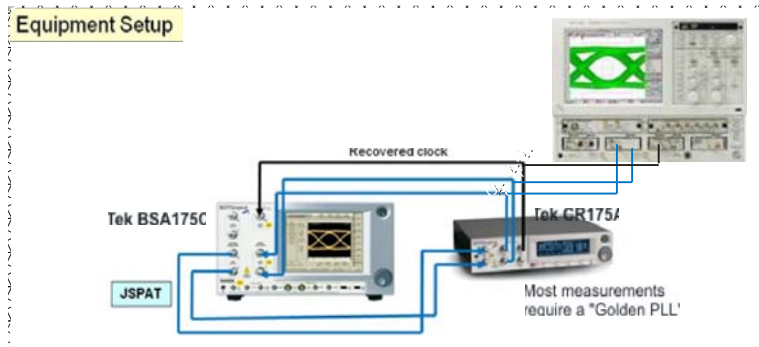 Equipment Setup
Recovered clock
Tek BSA175C
Tek CR175A
JSPAT
Most measurements
require a "Golden PLL"